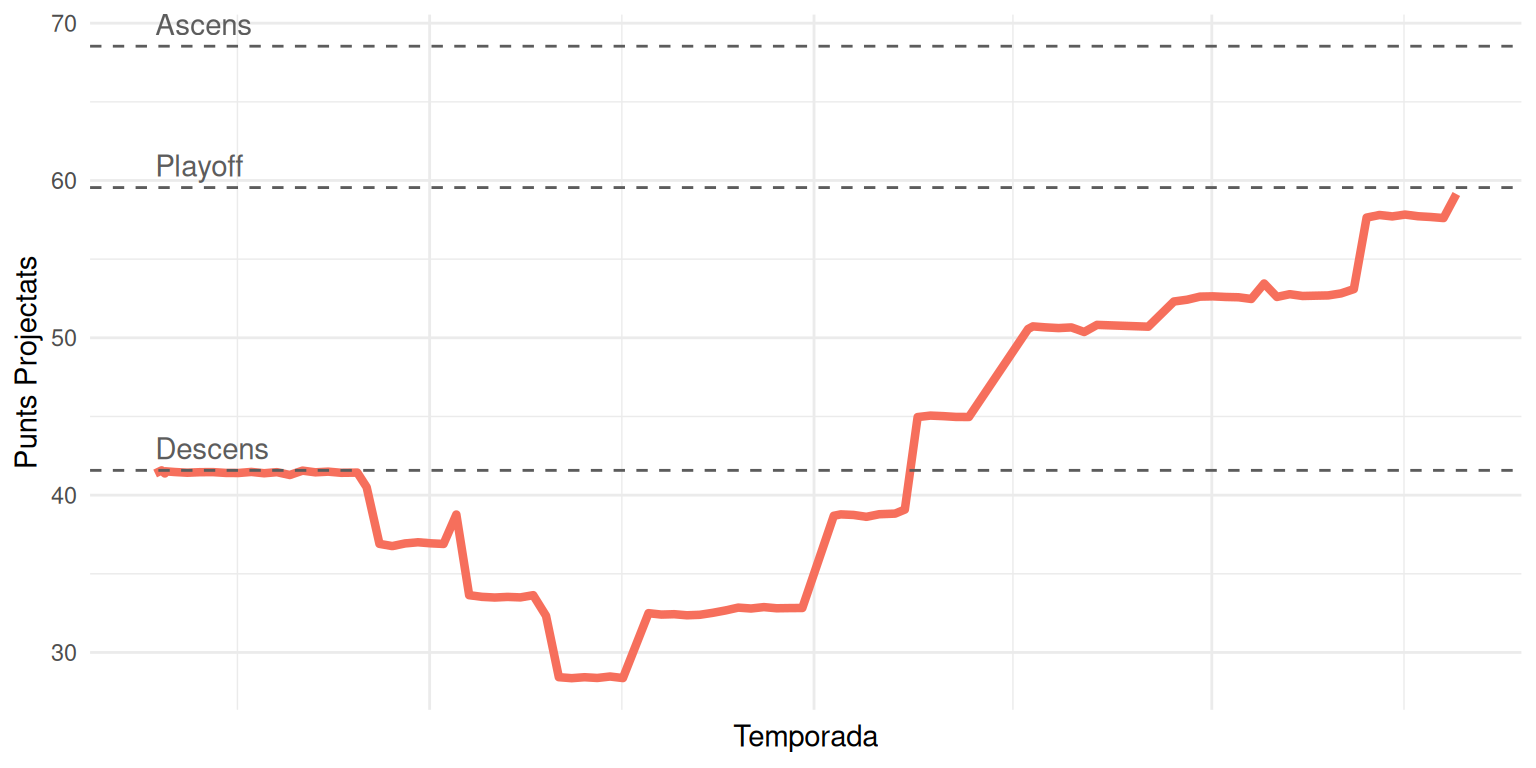 70
Ascens
Playoff
60
50
Descens
40
30
Punts Projectats
Temporada